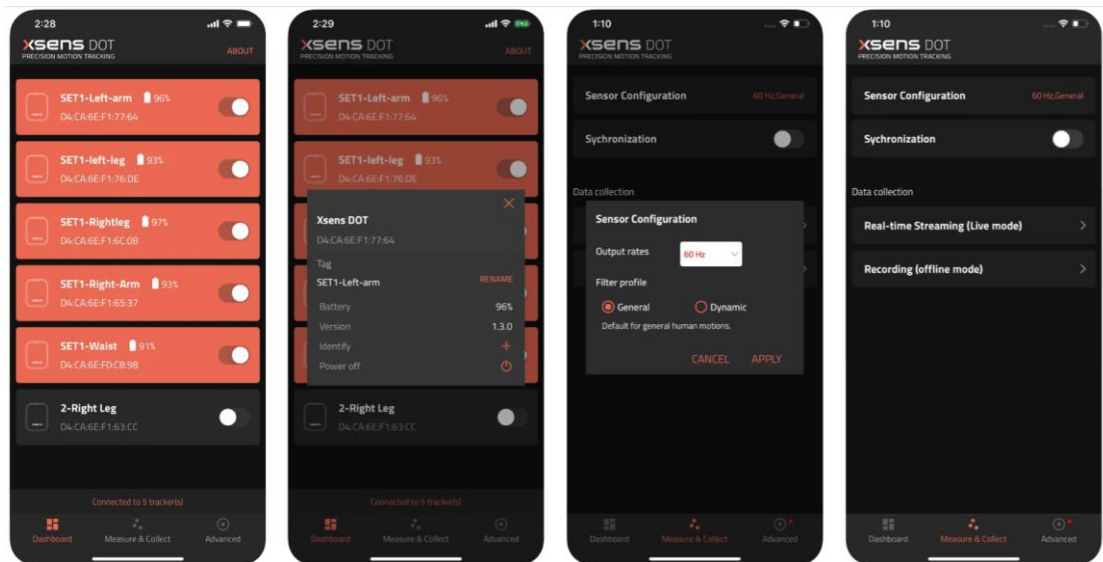 2:28
xsens DOT
PRECISION MOTION TRACKING
ABOUT
SET1-Left-arm 96%
D4:CA:6E:F1:77:64
SET1-left-leg 93%
D4:CA:6E:F1:76:DE
SET1-Rightleg 97%
D4:CA:6E:F1:6C:0B
SET1-Right-Arm 93%
D4:CA:6E:F1:65:37
SET1-Waist 91%
D4:CA:6E:F0:C8:98
2-Right Leg
D4:CA:6E:F1:63:CC
Connected to 5 tracker(s)
Dashboard Measure & Collect Advanced
2:29
xsens DOT
PRECISION MOTION TRACKING
ABOUT
SET1-Left-arm 96%
D4:CA:6E:F1:77:64
SET1-left-leg 93%
D4:CA:6E:F1:76:DE
Xsens DOT
D4:CA:6E:F1:77:64
Tag
SET1-Left-arm RENAME
Battery 96%
Version 1.3.0
Identify
Power off
2-Right Leg
D4:CA:6E:F1:63:CC
Connected to 5 tracker(s)
Dashboard Measure & Collect Advanced
1:10
xsens DOT
PRECISION MOTION TRACKING
Sensor Configuration 60 Hz,General
Sychronization
Data collection
Sensor Configuration
Output rates 60 Hz
Filter profile
General Dynamic
Default for general human motions.
CANCEL APPLY
Dashboard Measure & Collect Advanced
1:10
xsens DOT
PRECISION MOTION TRACKING
Sensor Configuration 60 Hz,General
Sychronization
Data collection
Real-time Streaming (Live mode)
Recording (offline mode)
Dashboard Measure & Collect Advanced